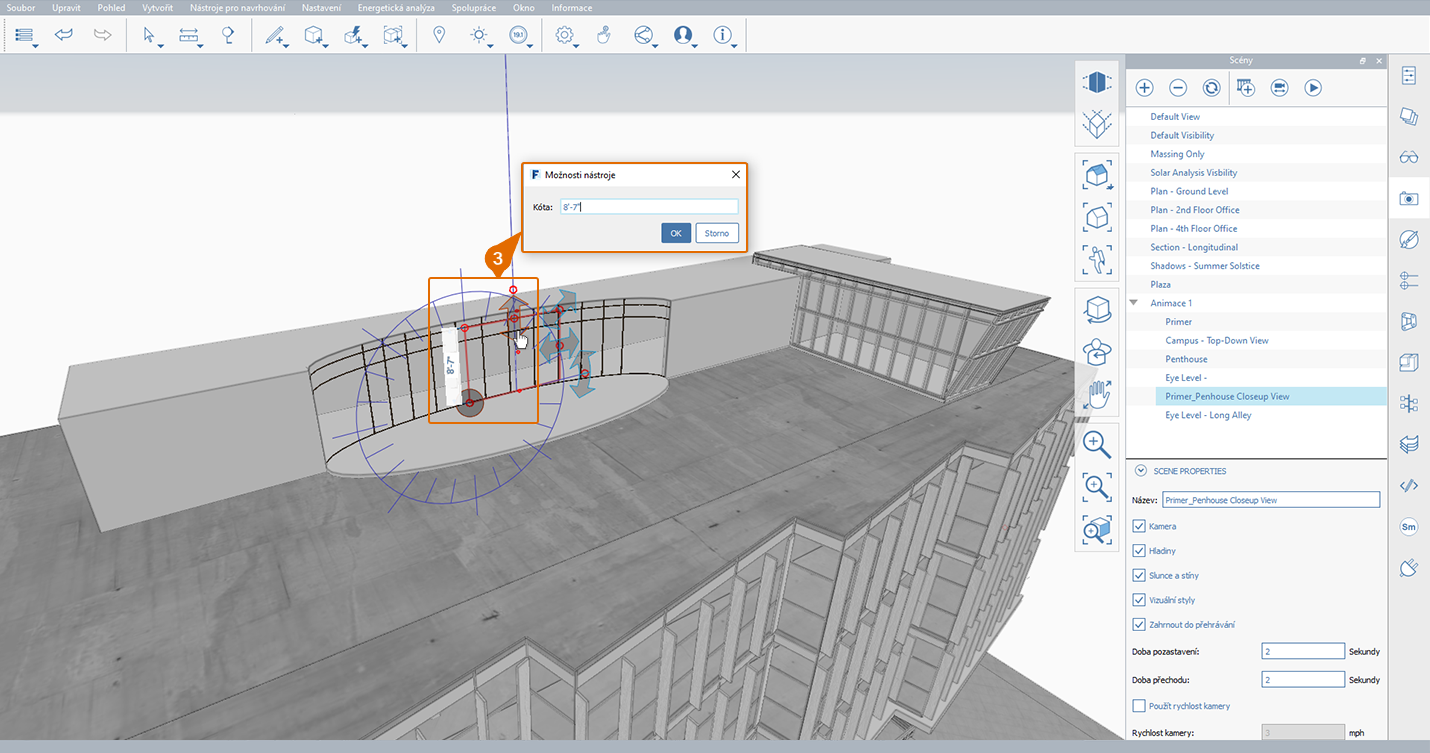 Soubor Upravit Pohled Vytvořit Nástroje pro navrhování Nastavení Energetická analýza Spolupráce Okno Informace
191
Scény
Default View
Default Visibility
Massing Only
Solar Analysis Visbility
Plan - Ground Level
Plan - 2nd Floor Office
Plan - 4th Floor Office
Section - Longitudinal
Shadows - Summer Solstice
Plaza
Animace 1
Primer
Campus - Top-Down View
Penthouse
Eye Level -
Primer_Penhouse Closeup View
Eye Level - Long Alley
F Možnosti nástroje
Kóta: 8'-7"
OK Storno
3
8'-7"
SCENE PROPERTIES
Název: Primer_Penhouse Closeup View
Kamera
Hladiny
Slunce a stíny
Vizuální styly
Zahrnout do přehrávání
Doba pozastavení: 2 Sekundy
Doba přechodu: 2 Sekundy
Použít rychlost kamery
Rychlost kamery: 3 mph
Sm